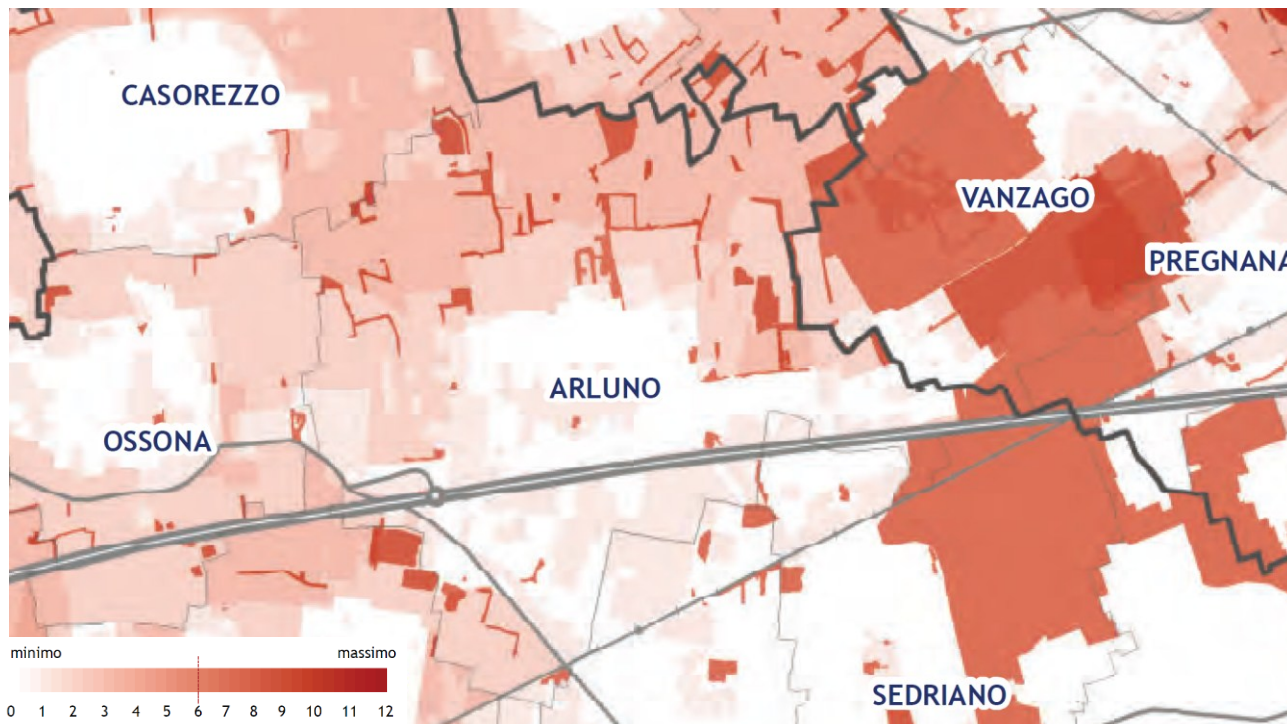 CASOREZZO
VANZAGO
PREGNANA
ARLUNO
OSSONA
SEDRIANO
minimo massimo
0 1 2 3 4 5 6 7 8 9 10 11 12